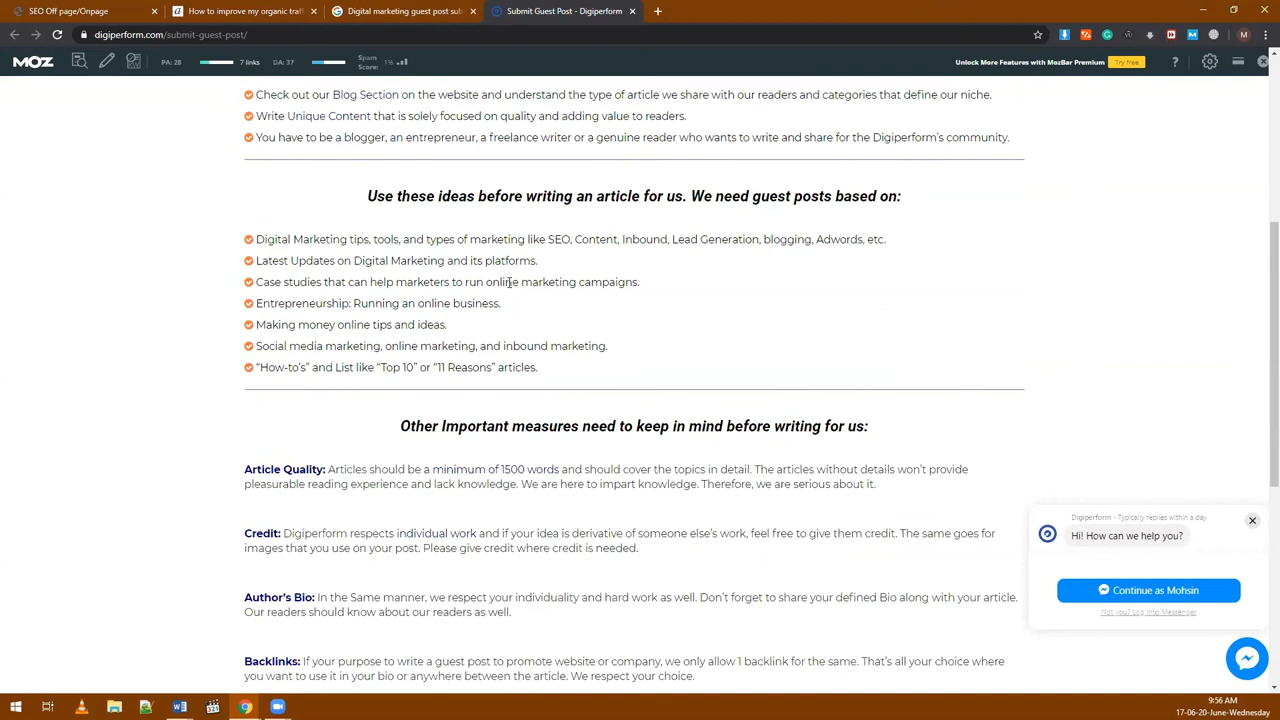 SEO Off page/Onpage
How to improve my organic traf
Digital marketing guest post sub
Submit Guest Post - Digiperform
digiperform.com/submit-guest-post/
M
MOZ
PA: 28
7 links
DA: 37
Spam Score: 1%
Unlock More Features with MozBar Premium
Try free
Check out our Blog Section on the website and understand the type of article we share with our readers and categories that define our niche.
Write Unique Content that is solely focused on quality and adding value to readers.
You have to be a blogger, an entrepreneur, a freelance writer or a genuine reader who wants to write and share for the Digiperform's community.
Use these ideas before writing an article for us. We need guest posts based on:
Digital Marketing tips, tools, and types of marketing like SEO, Content, Inbound, Lead Generation, blogging, Adwords, etc.
Latest Updates on Digital Marketing and its platforms.
Case studies that can help marketers to run online marketing campaigns.
Entrepreneurship: Running an online business.
Making money online tips and ideas.
Social media marketing, online marketing, and inbound marketing.
“How-to's” and List like “Top 10” or “11 Reasons” articles.
Other Important measures need to keep in mind before writing for us:
Article Quality: Articles should be a minimum of 1500 words and should cover the topics in detail. The articles without details won't provide
pleasurable reading experience and lack knowledge. We are here to impart knowledge. Therefore, we are serious about it.
Credit: Digiperform respects individual work and if your idea is derivative of someone else's work, feel free to give them credit. The same goes for
images that you use on your post. Please give credit where credit is needed.
Author's Bio: In the Same manner, we respect your individuality and hard work as well. Don't forget to share your defined Bio along with your article.
Our readers should know about our readers as well.
Backlinks: If your purpose to write a guest post to promote website or company, we only allow 1 backlink for the same. That's all your choice where
you want to use it in your bio or anywhere between the article. We respect your choice.
Digiperform • Typically replies within a day
Hi! How can we help you?
Continue as Mohsin
Not you? Log into Messenger
9:56 AM
17-06-20-June-Wednesday